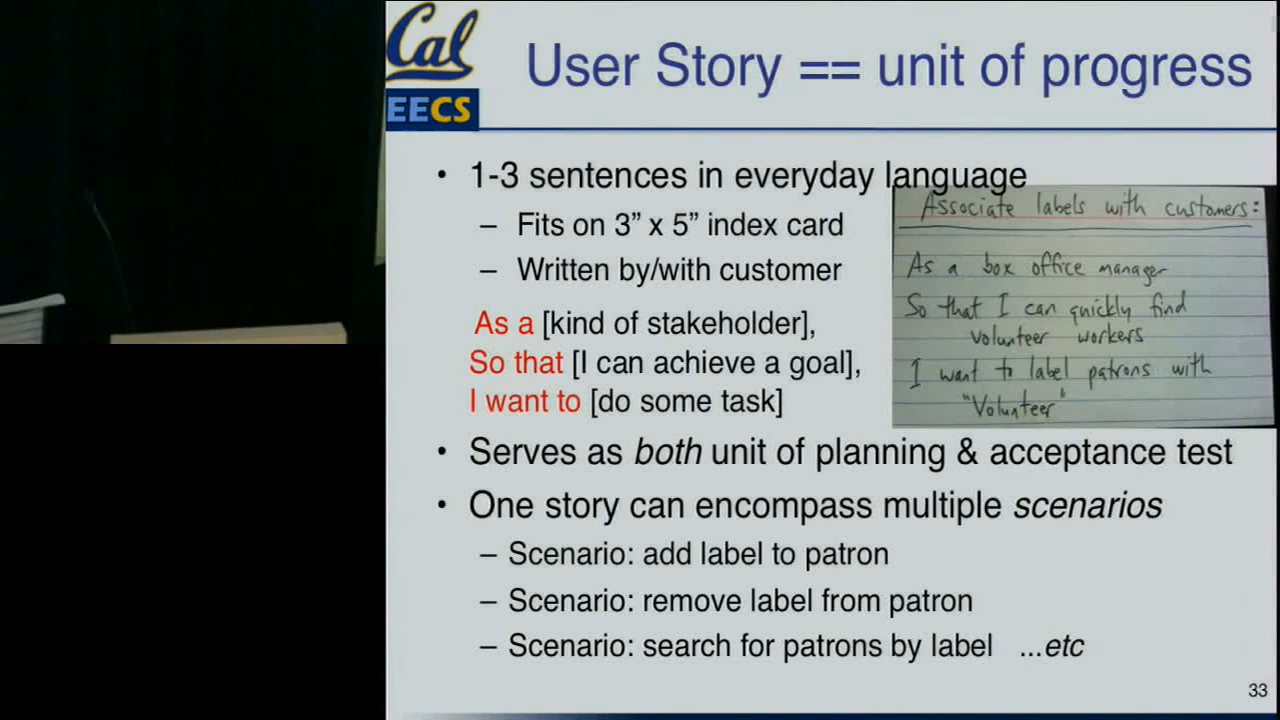 Cal
EECS
User Story == unit of progress
• 1-3 sentences in everyday language
– Fits on 3” x 5” index card
– Written by/with customer
As a [kind of stakeholder],
So that [I can achieve a goal],
I want to [do some task]
Associate labels with customers:
As a box office manager
So that I can quickly find
volunteer workers
I want to label patrons with
"Volunteer"
• Serves as both unit of planning & acceptance test
• One story can encompass multiple scenarios
– Scenario: add label to patron
– Scenario: remove label from patron
– Scenario: search for patrons by label ...etc
33